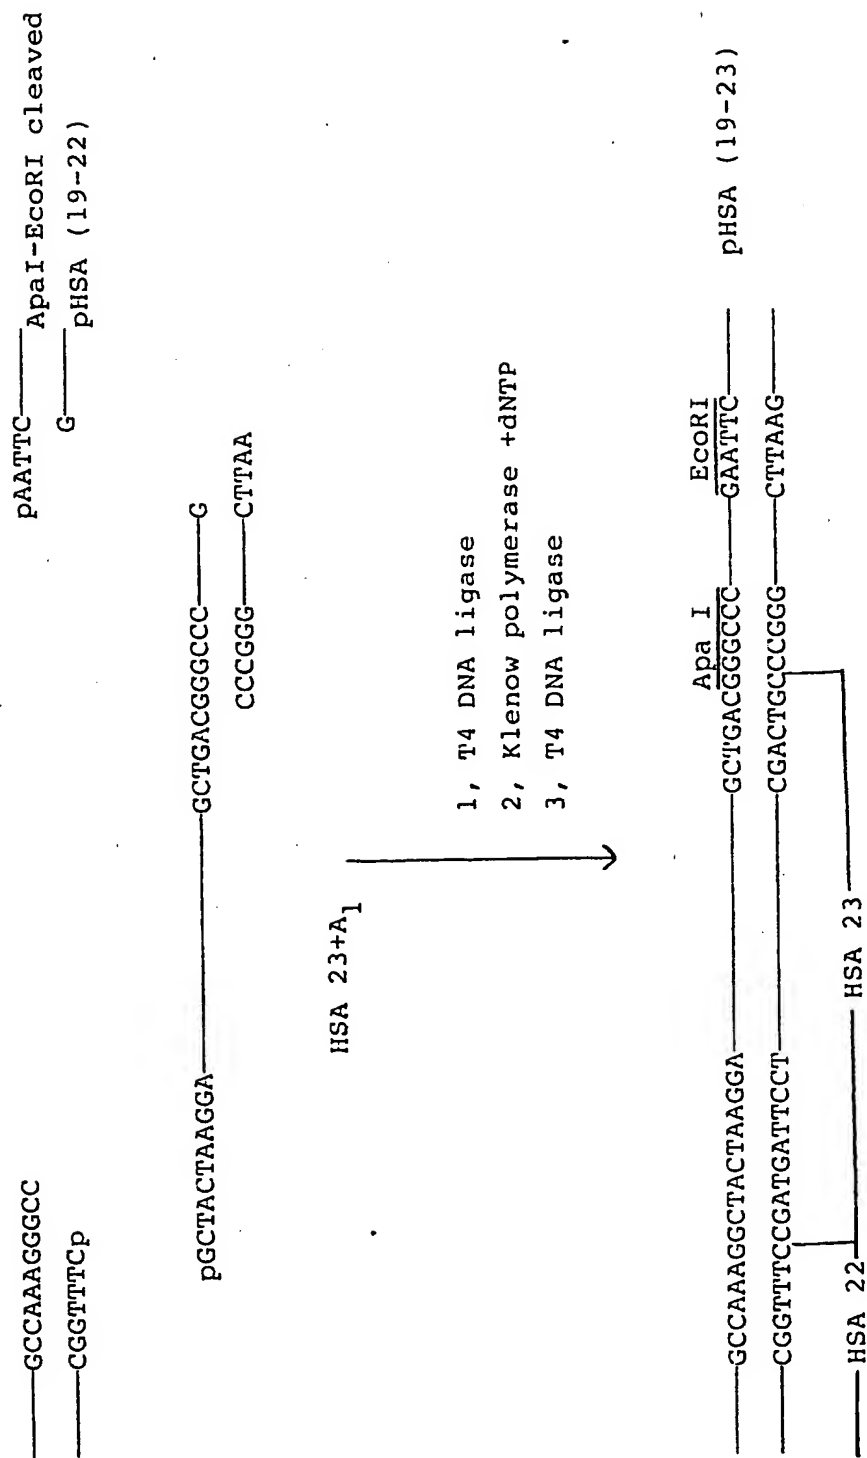 GCCAAAGGGCC
pAATTC
ApaI-EcoRI cleaved
CGGTTTCp
G
pHSA (19-22)
pGCTACTAAGGA
GCTGACGGGCCC
G
CCCGGG
CTTAA
HSA 23+A1
1, T4 DNA ligase
2, Klenow polymerase +dNTP
3, T4 DNA ligase
Apa I
EcoRI
GCCAAAGGCTACTAAGGA
GCTGACGGGCCC
GAATTC
pHSA (19-23)
CGGTTTCCGATGATTCCT
CGACTGCCCGGG
CTTAAG
HSA 22
HSA 23